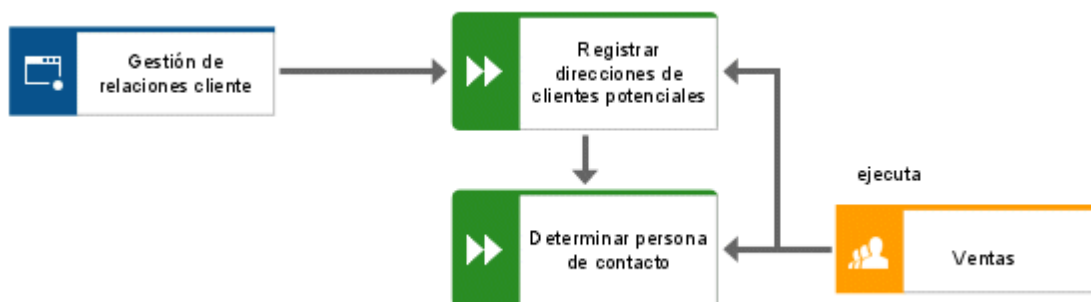 Gestión de
relaciones cliente
Registrar
direcciones de
clientes potenciales
ejecuta
Determinar persona
de contacto
Ventas